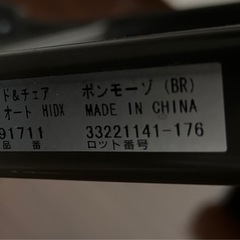 ド&チェア ボンモーゾ(BR)
オート HIDX MADE IN CHINA
91711 33221141-176
品 番 ロット番号